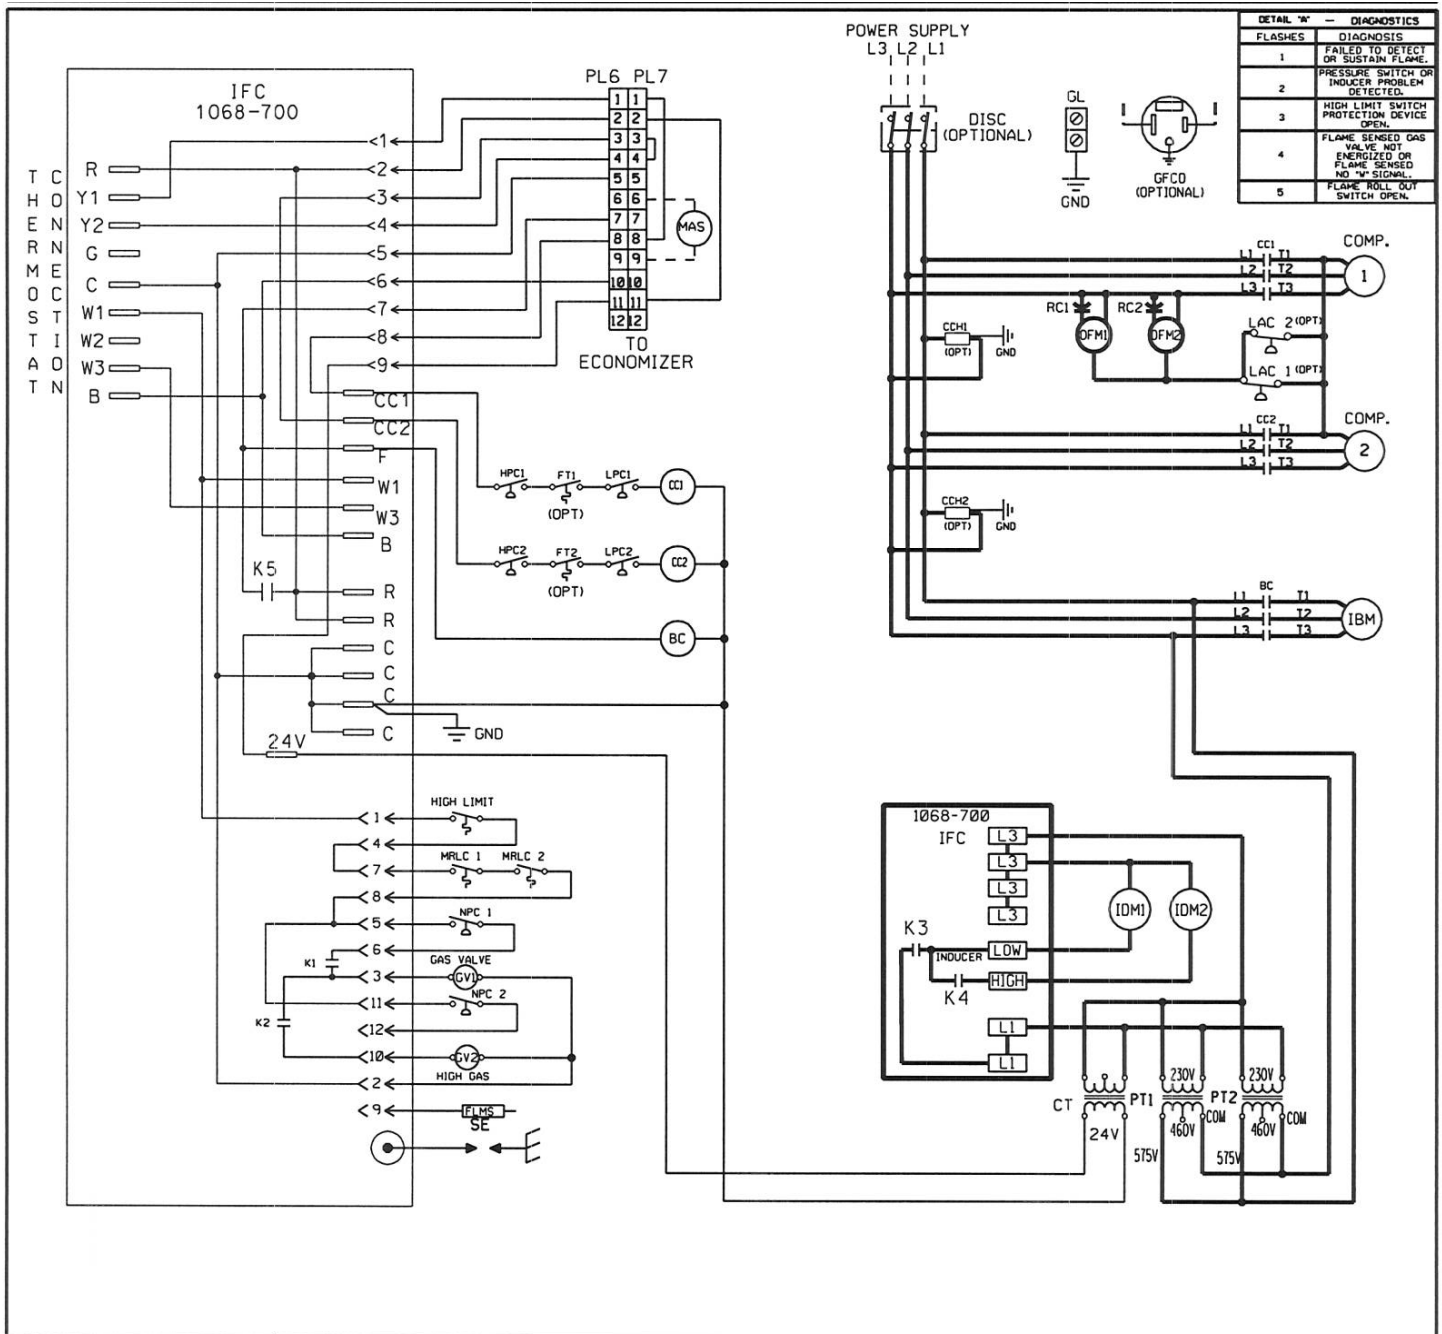 POWER SUPPLY
L3 L2 L1
DISC
(OPTIONAL)
GL
GND
GFCO
(OPTIONAL)
DETAIL "A" — DIAGNOSTICS
FLASHES DIAGNOSIS
1 FAILED TO DETECT
OR SUSTAIN FLAME.
2 PRESSURE SWITCH OR
INDUCER PROBLEM
DETECTED.
3 HIGH LIMIT SWITCH
PROTECTION DEVICE
OPEN.
4 FLAME SENSED GAS
VALVE NOT
ENERGIZED OR
FLAME SENSED
NO "W" SIGNAL.
5 FLAME ROLL OUT
SWITCH OPEN.
IFC
1068-700
THERMOSTAT
CONNECTION
R
Y1
Y2
G
C
W1
W2
W3
B
1
2
3
4
5
6
7
8
9
CC1
CC2
F
W1
W3
B
R
R
C
C
C
C
K5
24V
GND
PL6 PL7
1 1
2 2
3 3
4 4
5 5
6 6
7 7
8 8
9 9
10 10
11 11
12 12
TO
ECONOMIZER
MAS
HPC1
FT1
(OPT)
LPC1
CC1
HPC2
FT2
(OPT)
LPC2
CC2
BC
HIGH LIMIT
1
4
MRLC 1
MRLC 2
7
8
NPC 1
5
6
K1
GAS VALVE
3
GV1
NPC 2
11
K2
12
10
GV2
HIGH GAS
2
9
FLMS
SE
CC1
L1 T1
L2 T2
L3 T3
COMP.
1
RC1
RC2
OFM1
OFM2
LAC 2 (OPT)
LAC 1 (OPT)
CCH1
(OPT)
GND
CC2
L1 T1
L2 T2
L3 T3
COMP.
2
CCH2
(OPT)
GND
BC
L1 T1
L2 T2
L3 T3
IBM
1068-700
IFC
L3
L3
L3
L3
K3
INDUCER
LOW
K4
HIGH
L1
L1
IDM1
IDM2
CT
24V
PT1
230V
460V
COM
575V
PT2
230V
460V
COM
575V